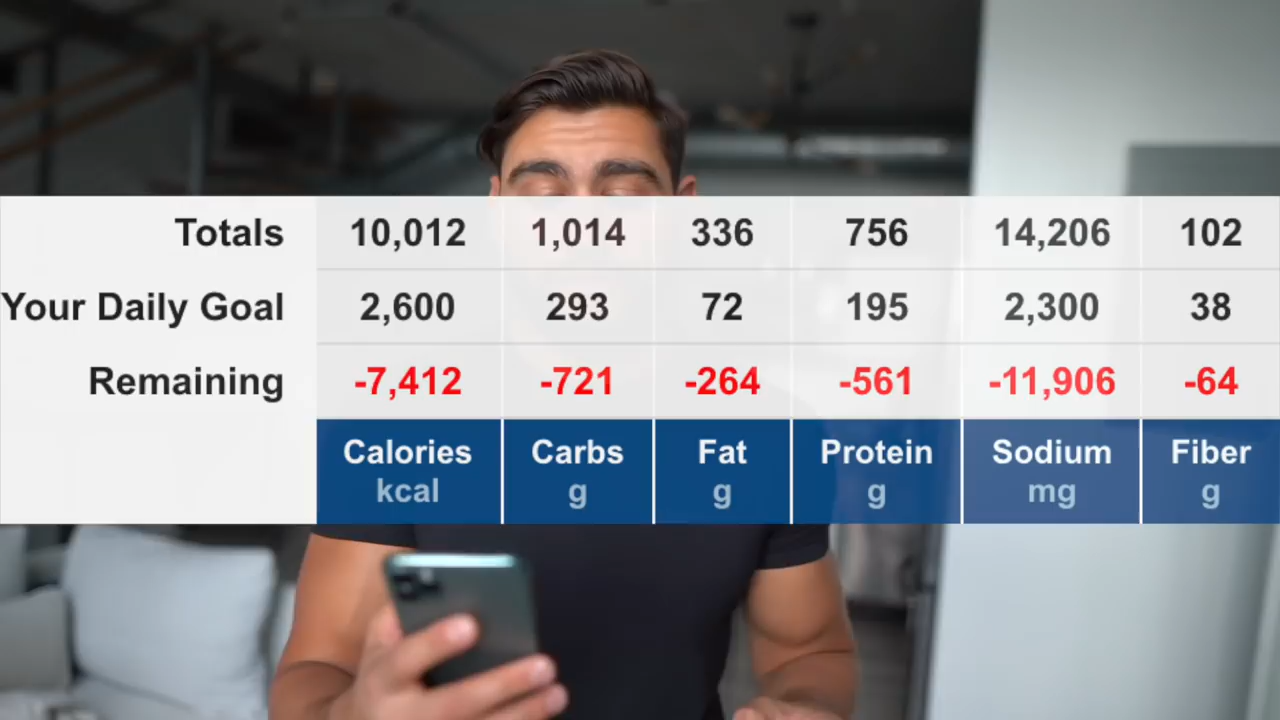 Totals 10,012 1,014 336 756 14,206 102
Your Daily Goal 2,600 293 72 195 2,300 38
Remaining -7,412 -721 -264 -561 -11,906 -64
Calories Carbs Fat Protein Sodium Fiber
kcal g g g mg g